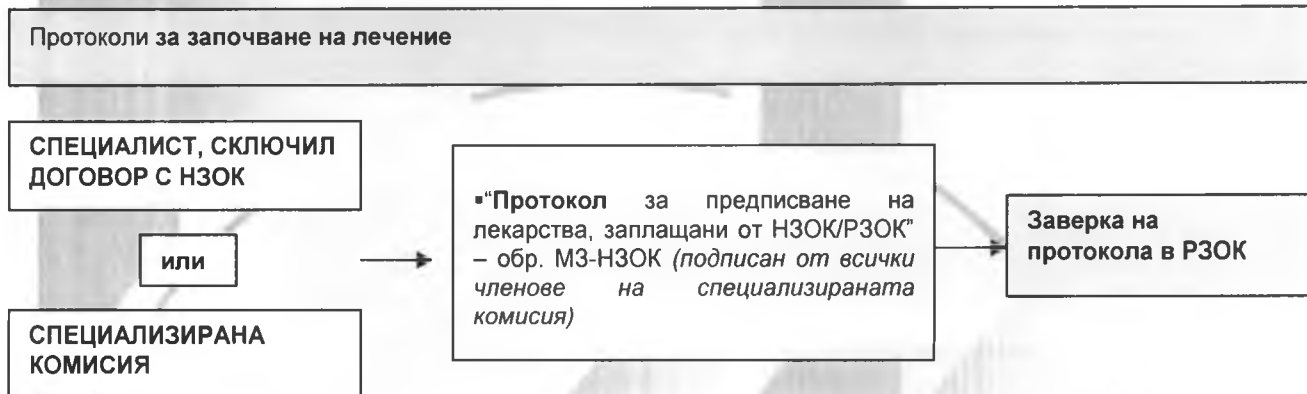 Протоколи за започване на лечение
СПЕЦИАЛИСТ, СКЛЮЧИЛ
ДОГОВОР С НЗОК
или
СПЕЦИАЛИЗИРАНА
КОМИСИЯ
▪“Протокол за предписване на
лекарства, заплащани от НЗОК/РЗОК”
– обр. МЗ-НЗОК (подписан от всички
членове на специализираната
комисия)
Заверка на
протокола в РЗОК